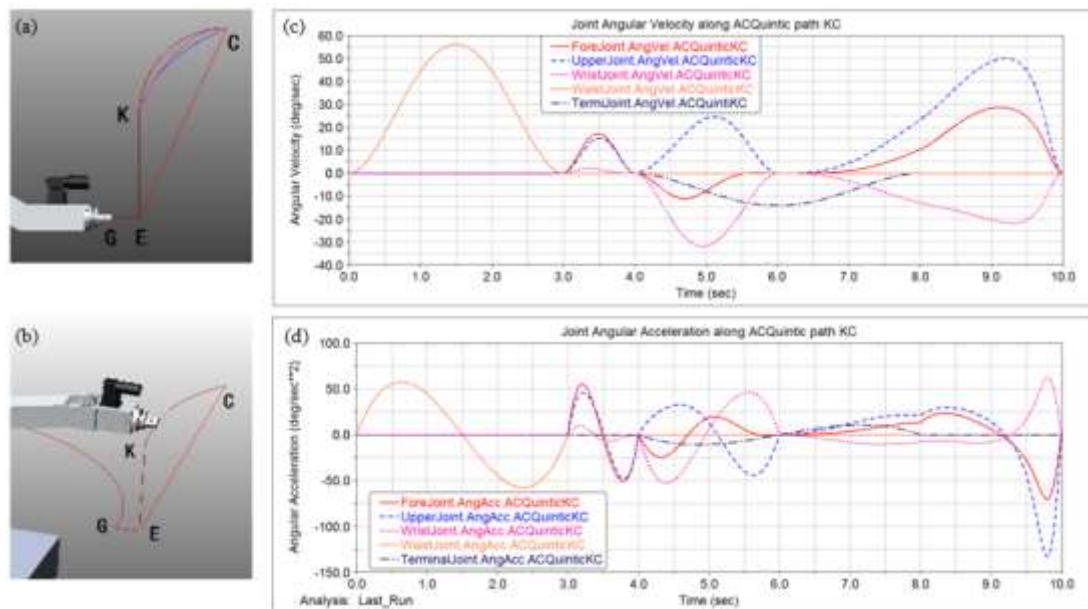 (a)
C
K
G
E
(b)
C
K
G
E
(c)
Joint Angular Velocity along ACQuintic path KC
Angular Velocity (deg/sec)
60.0
50.0
40.0
30.0
20.0
10.0
0.0
-10.0
-20.0
-30.0
-40.0
ForeJoint.AngVel.ACQuinticKC
UpperJoint.AngVel.ACQuinticKC
WristJoint.AngVel.ACQuinticKC
WaistJoint.AngVel.ACQuinticKC
TermJoint.AngVel.ACQuintiKC
0.0 1.0 2.0 3.0 4.0 5.0 6.0 7.0 8.0 9.0 10.0
Time (sec)
(d)
Joint Angular Acceleration along ACQuintic path KC
Angular Acceleration (deg/sec**2)
100.0
50.0
0.0
-50.0
-100.0
-150.0
ForeJoint.AngAcc.ACQuinticKC
UpperJoint.AngAcc.ACQuinticKC
WristJoint.AngAcc.ACQuinticKC
WaistJoint.AngAcc.ACQuinticKC
TerminalJoint.AngAcc.ACQuinticKC
0.0 1.0 2.0 3.0 4.0 5.0 6.0 7.0 8.0 9.0 10.0
Analysis: Last_Run
Time (sec)